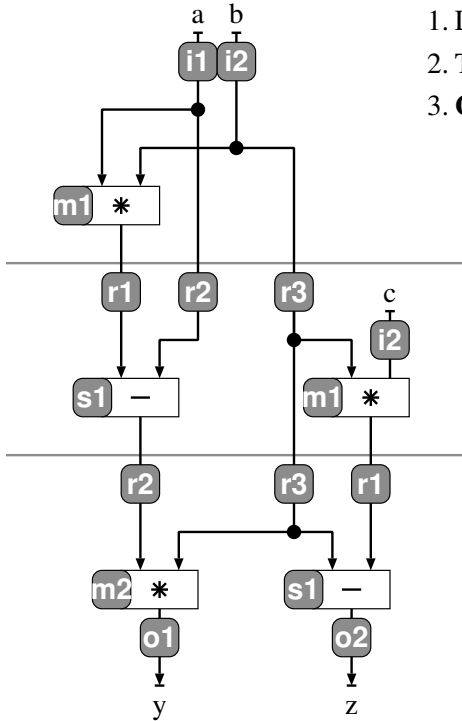 a b
i1 i2
1.
2.
3.
m1 *
r1 r2 r3
c
i2
s1 – m1 *
r2 r3 r1
m2 * s1 –
o1 o2
y z